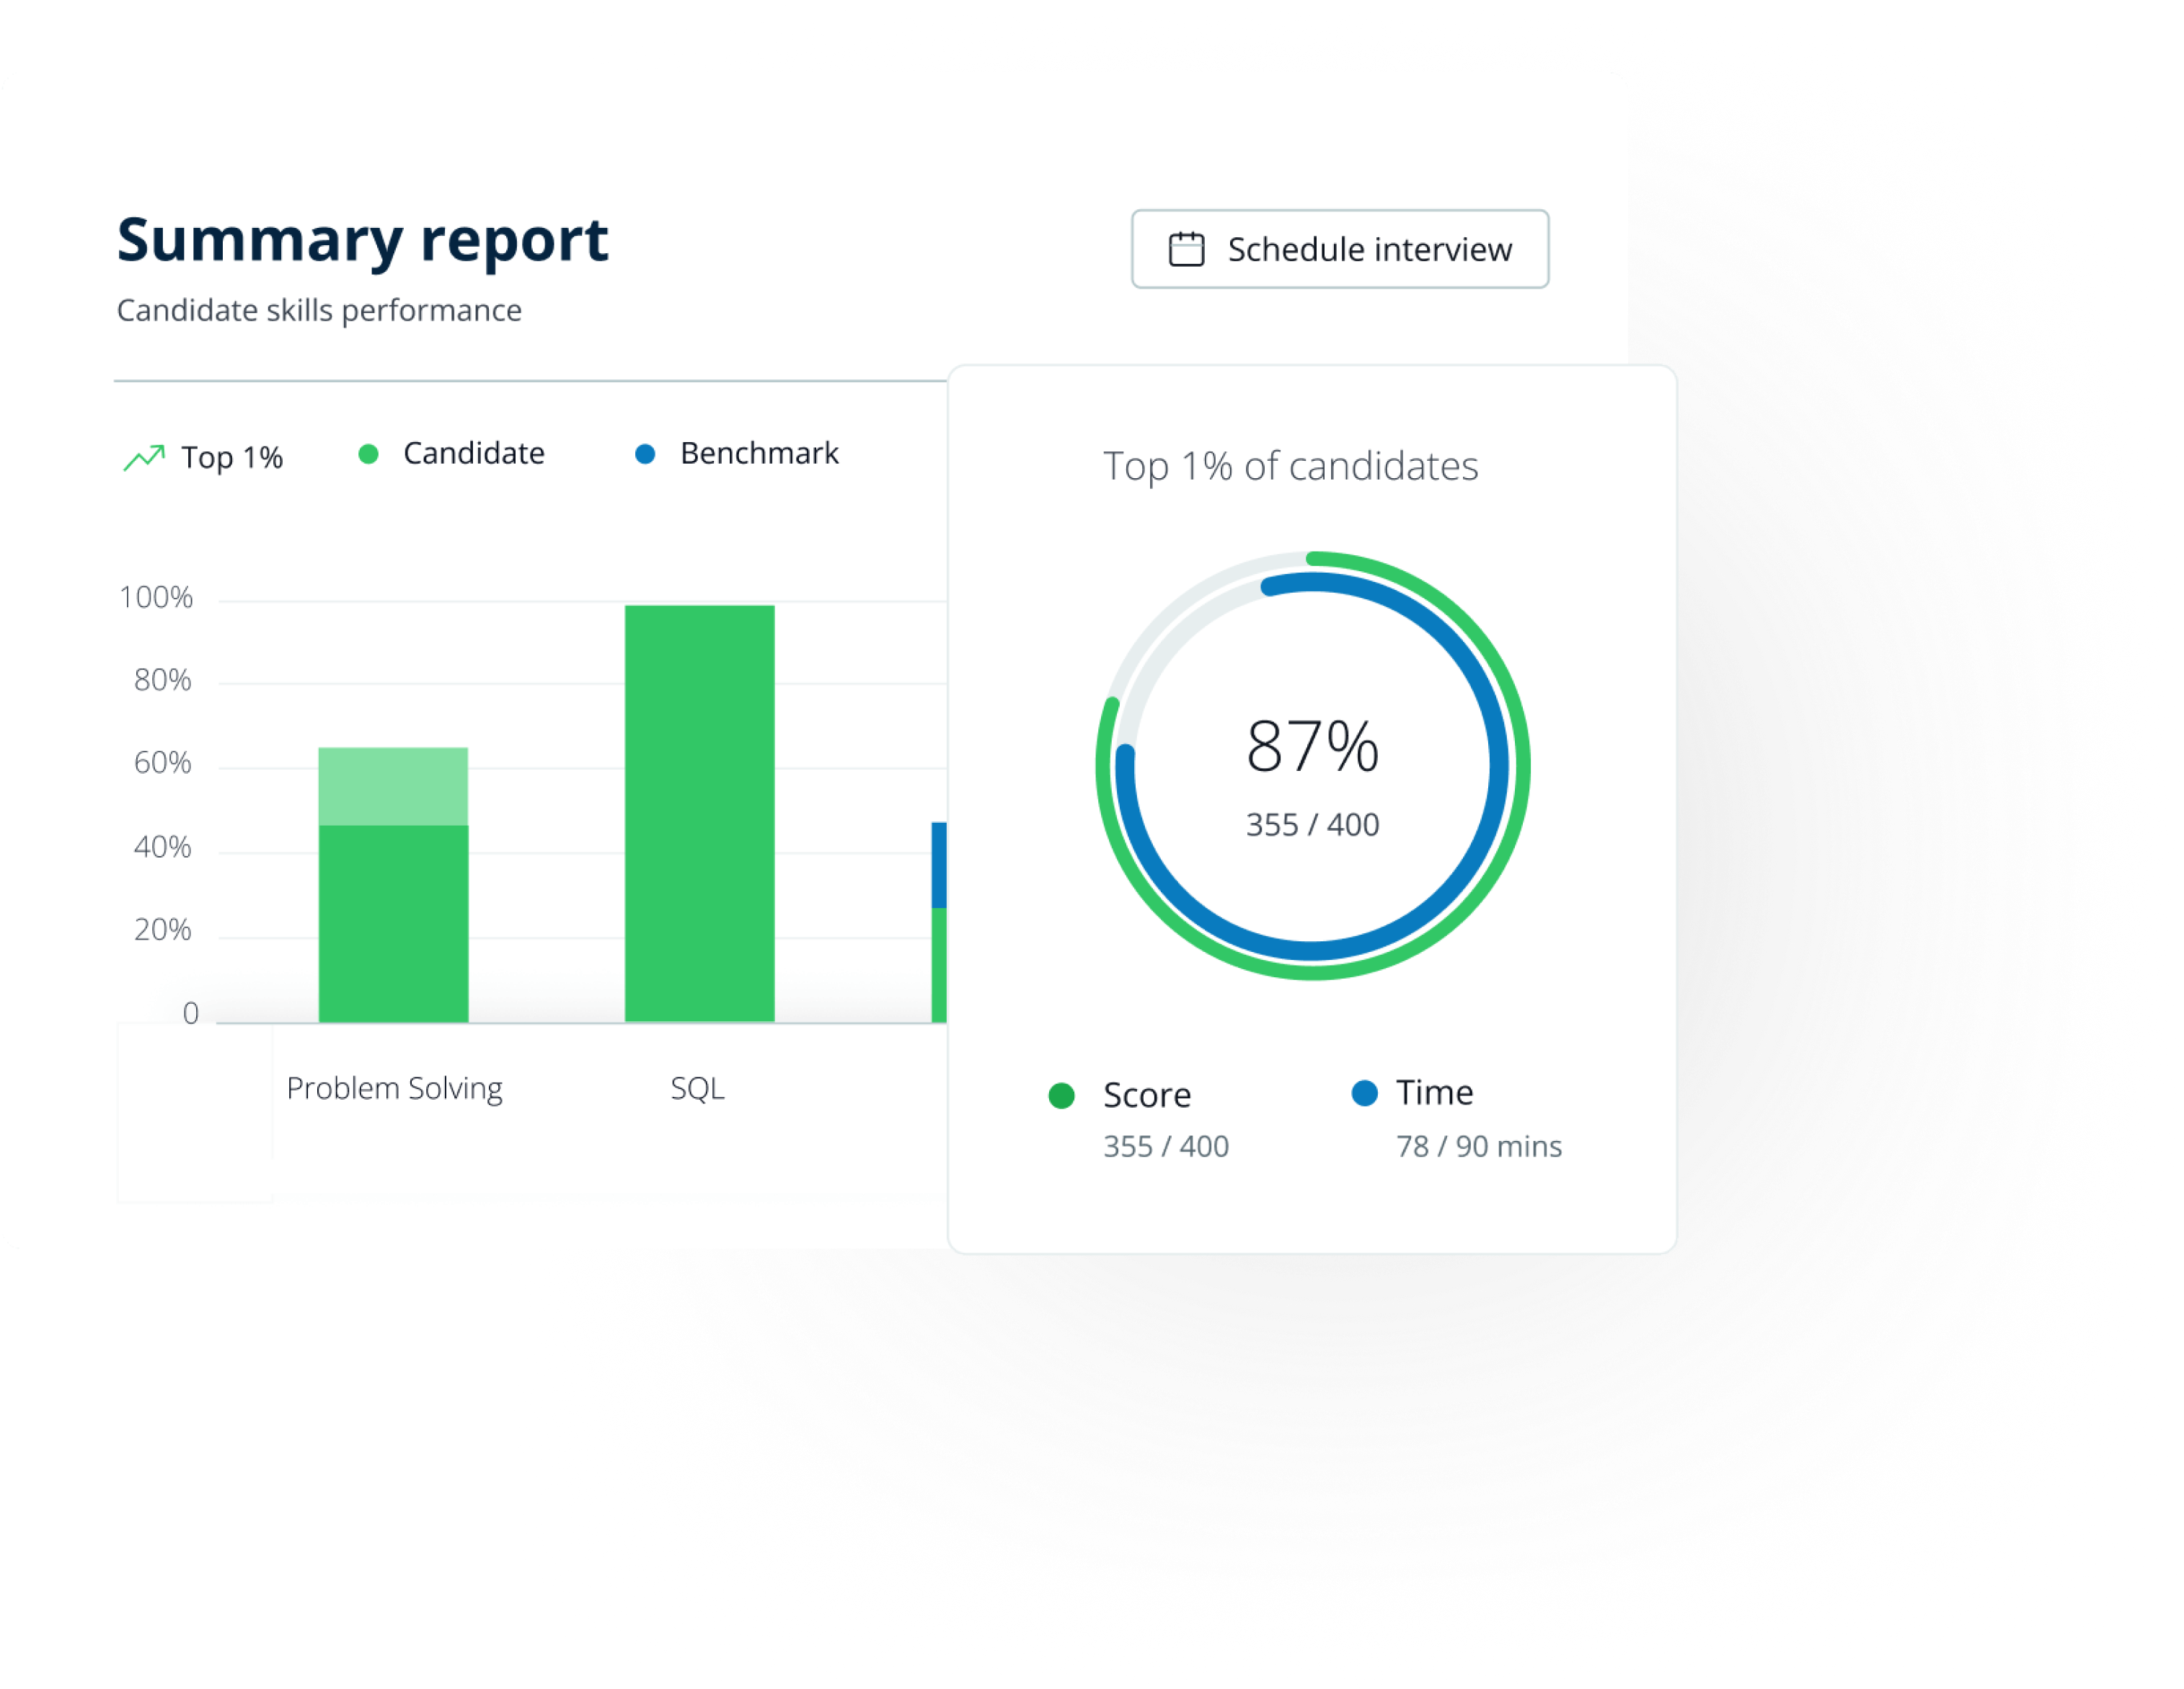 Summary report
Candidate skills performance
Schedule interview
Top 1%
Candidate
Benchmark
100%
80%
60%
40%
20%
0
Problem Solving
SQL
Top 1% of candidates
87%
355 / 400
Score
355 / 400
Time
78 / 90 mins